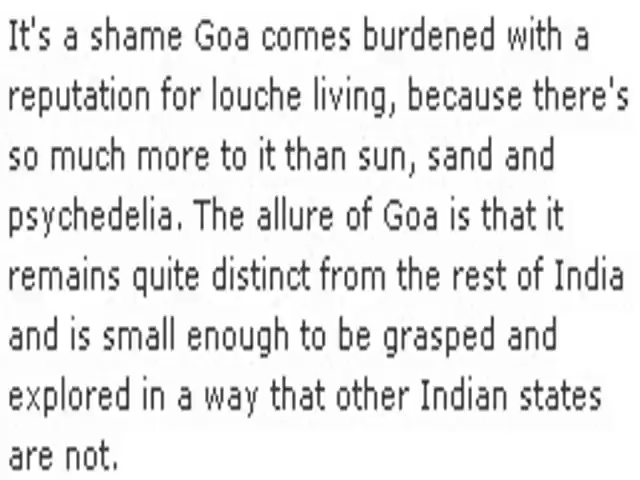 It's a shame Goa comes burdened with a
reputation for louche living, because there's
so much more to it than sun, sand and
psychedelia. The allure of Goa is that it
remains quite distinct from the rest of India
and is small enough to be grasped and
explored in a way that other Indian states
are not.